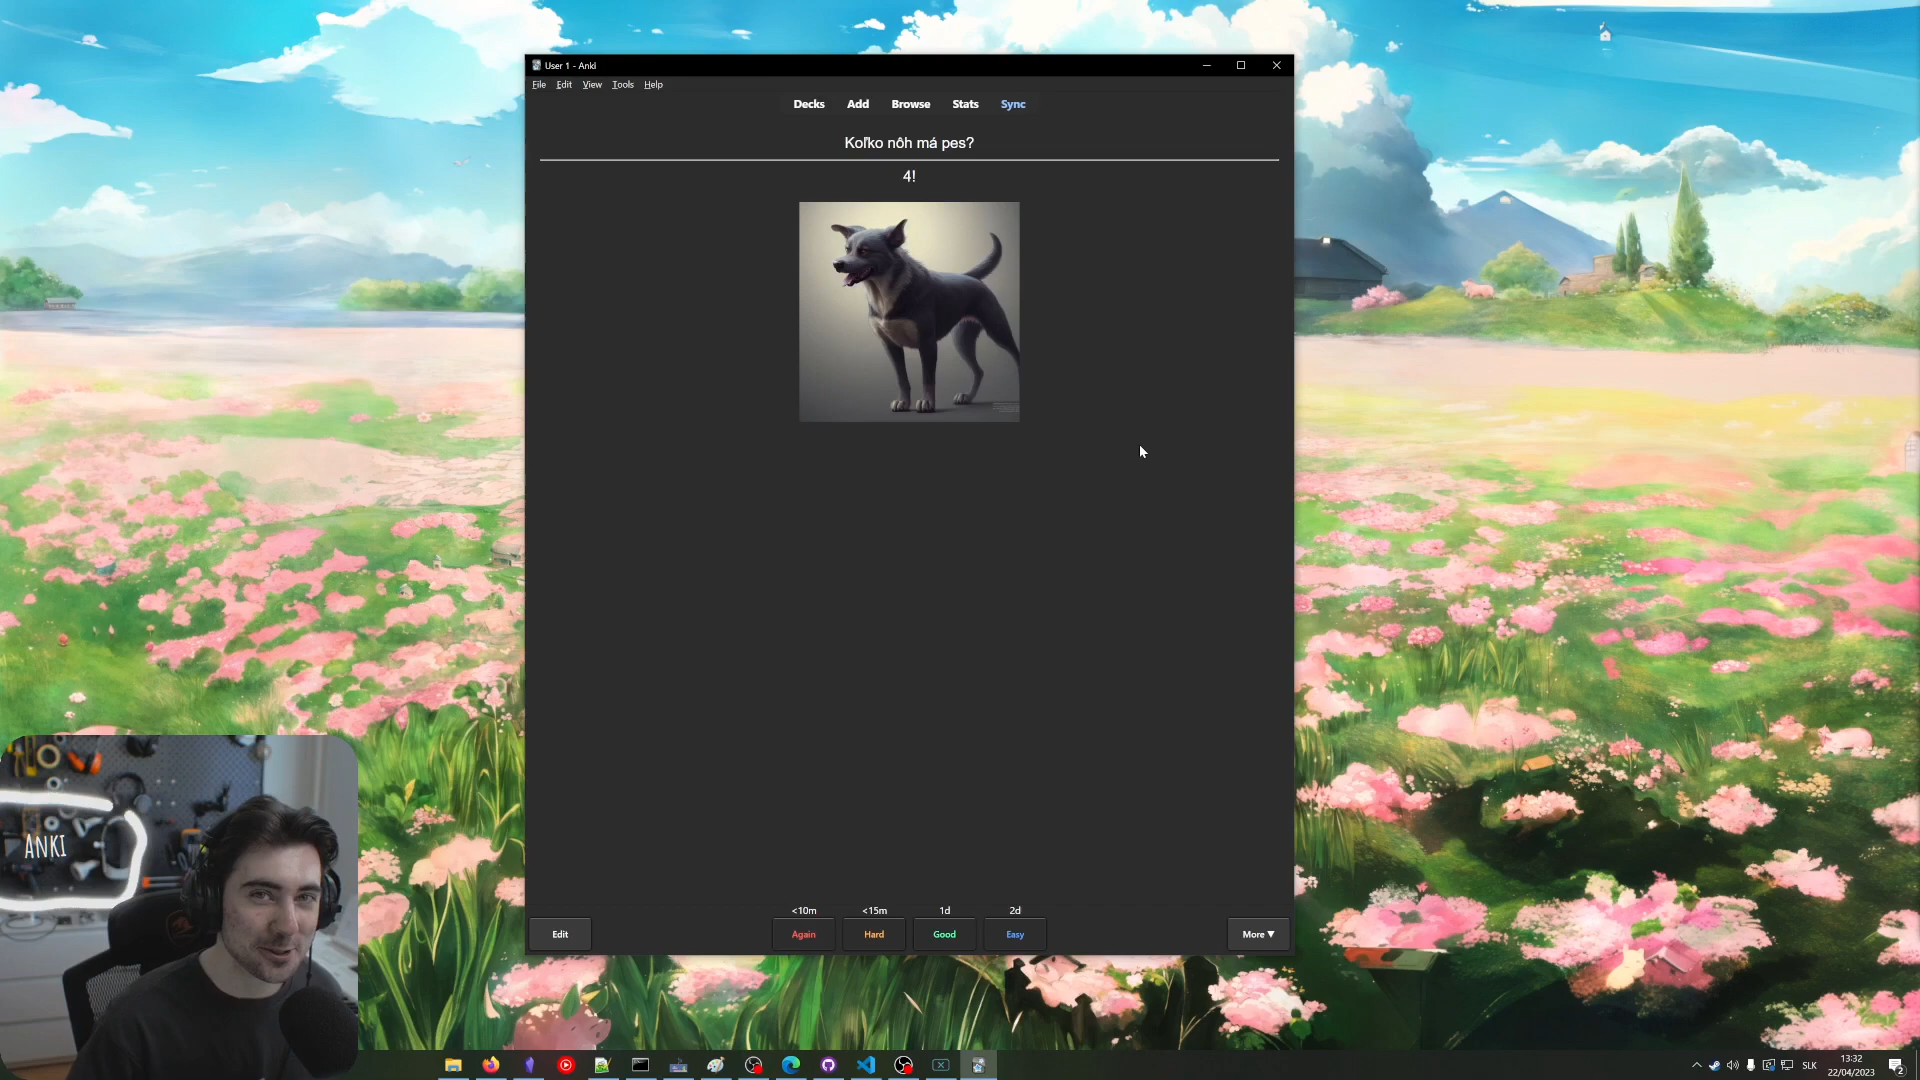 User 1 - Anki
File Edit View Tools Help
Decks Add Browse Stats Sync
Koľko nôh má pes?
4!
<10m <15m 1d 2d
Edit Again Hard Good Easy More ▼
ANKI
SLK
13:32
22/04/2023
2